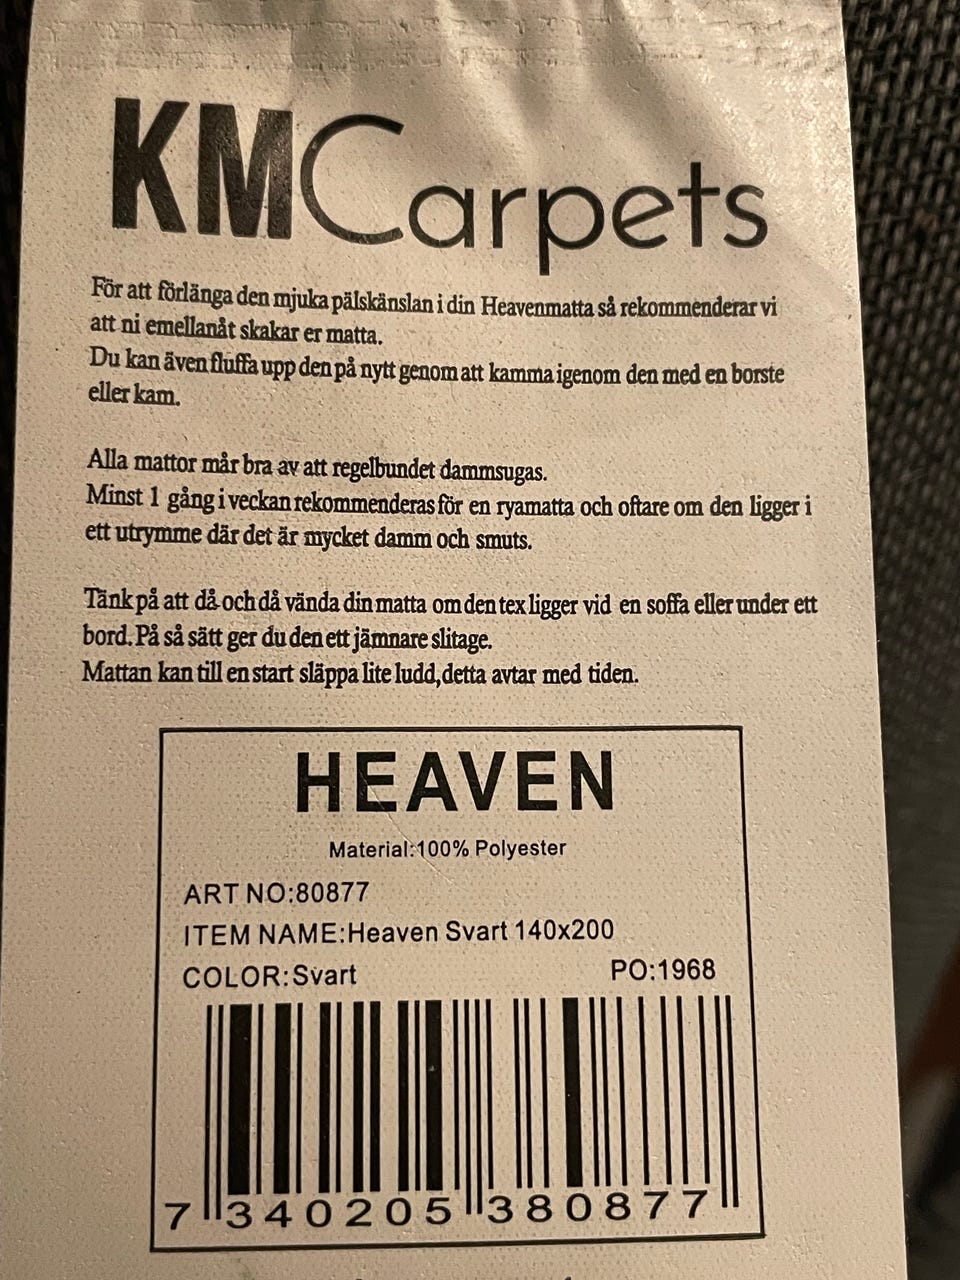 KMCarpets
För att förlänga den mjuka pälskänslan i din Heavenmatta så rekommenderar vi
att ni emellanåt skakar er matta.
Du kan även fluffa upp den på nytt genom att kamma igenom den med en borste
eller kam.
Alla mattor mår bra av att regelbundet dammsugas.
Minst 1 gång i veckan rekommenderas för en ryamatta och oftare om den ligger i
ett utrymme där det är mycket damm och smuts.
Tänk på att då och då vända din matta om den tex ligger vid en soffa eller under ett
bord. På så sätt ger du den ett jämnare slitage.
Mattan kan till en start släppa lite ludd, detta avtar med tiden.
HEAVEN
Material:100% Polyester
ART NO:80877
ITEM NAME:Heaven Svart 140x200
COLOR:Svart PO:1968
7 340205 380877